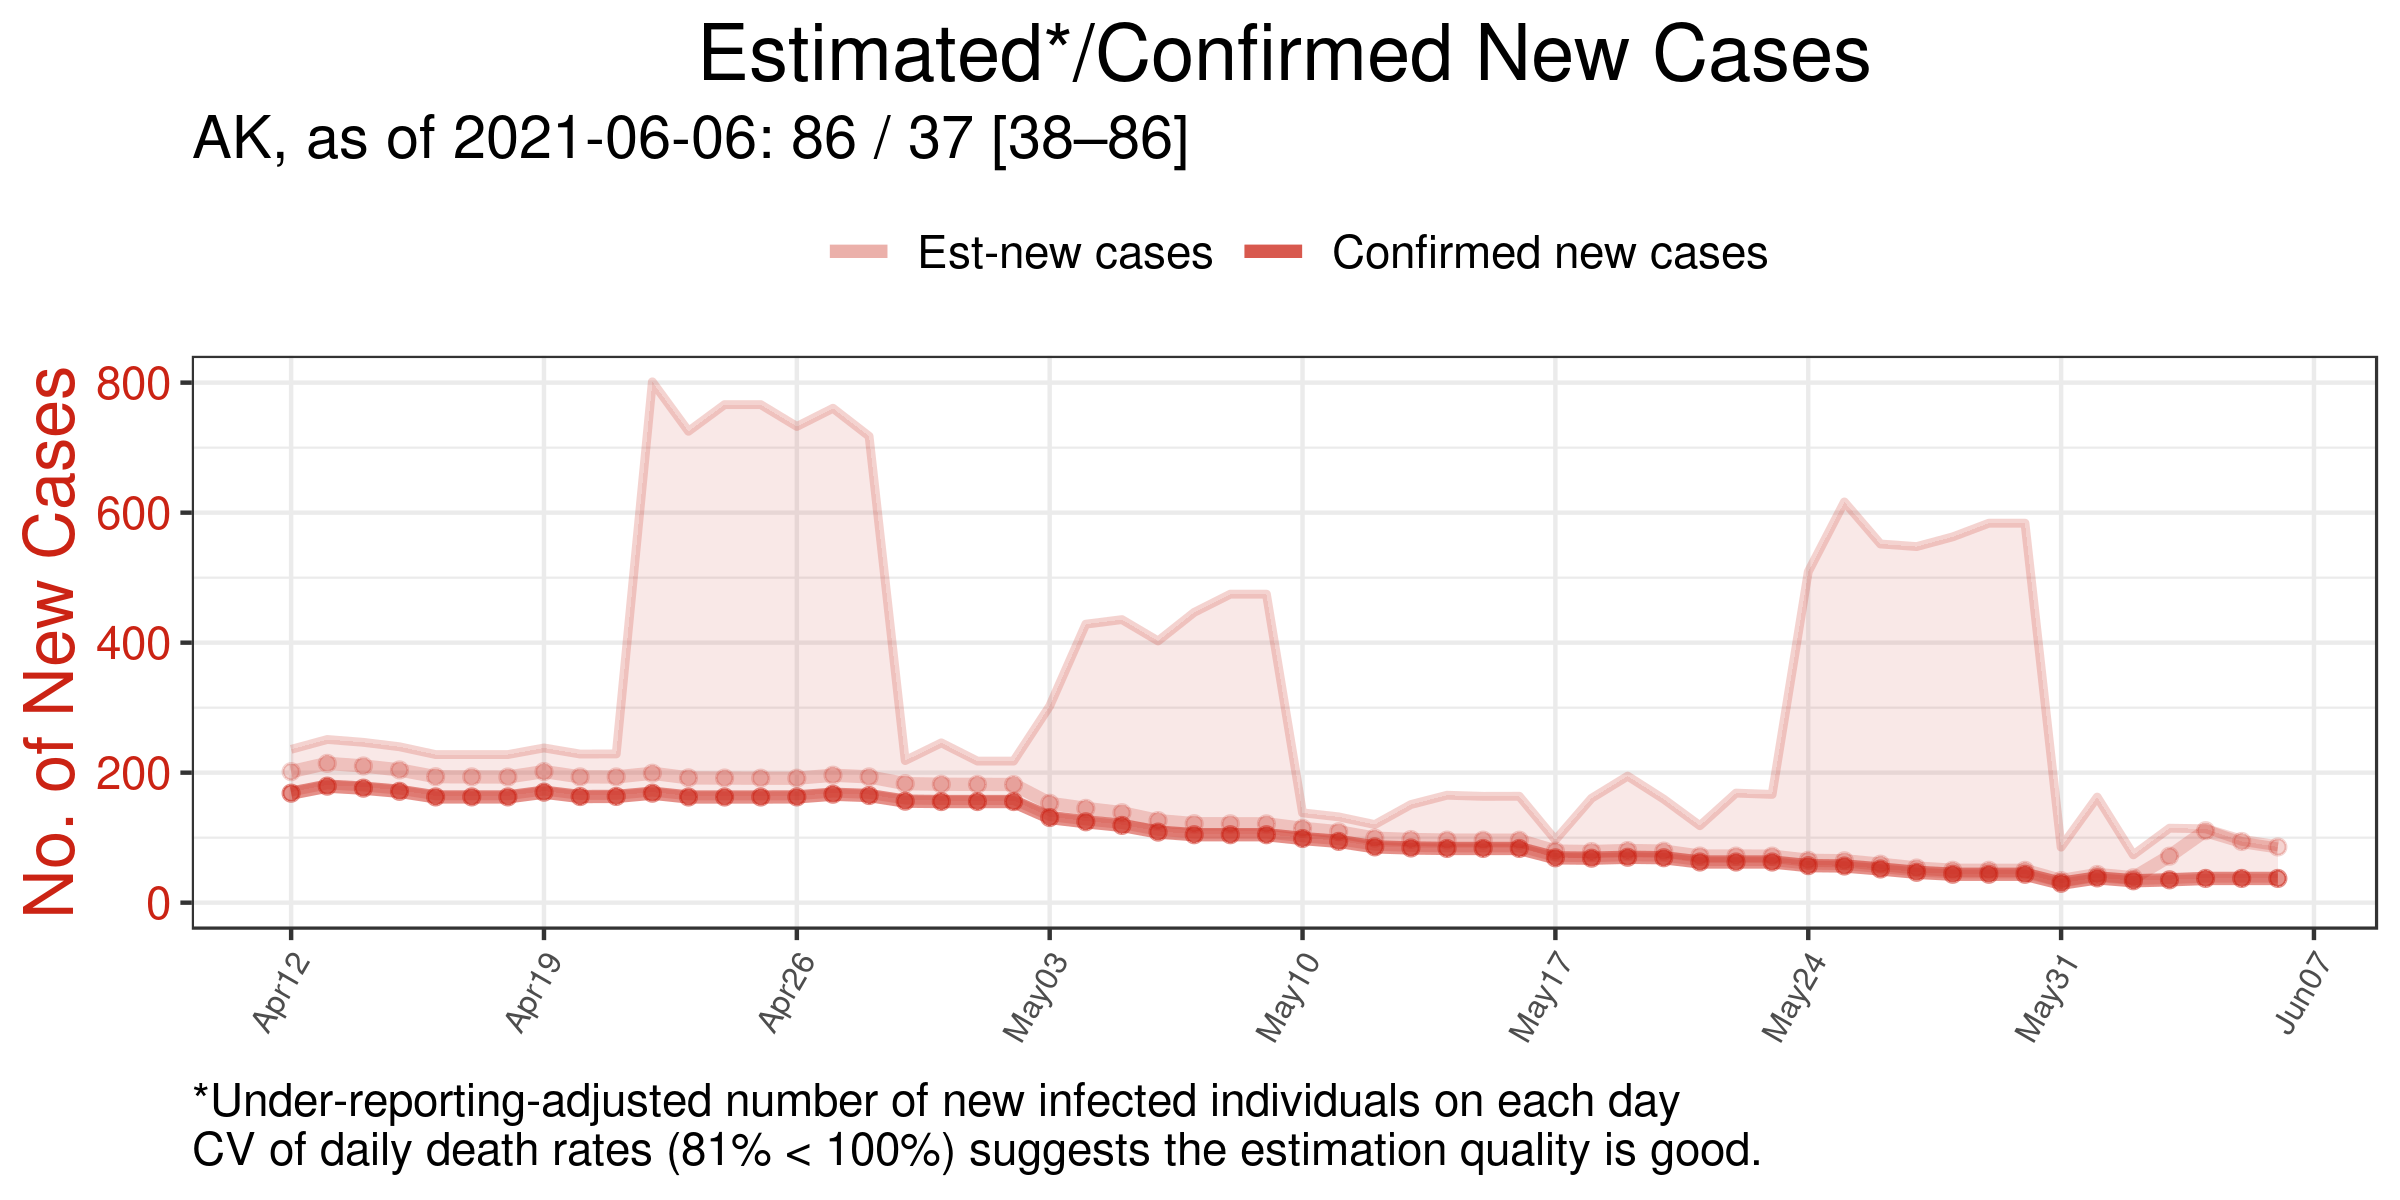 Estimated*/Confirmed New Cases
AK, as of 2021-06-06: 86 / 37 [38–86]
Est-new cases
Confirmed new cases
No. of New Cases
800
600
400
200
0
Apr12
Apr19
Apr26
May03
May10
May17
May24
May31
Jun07
*Under-reporting-adjusted number of new infected individuals on each day
CV of daily death rates (81% < 100%) suggests the estimation quality is good.